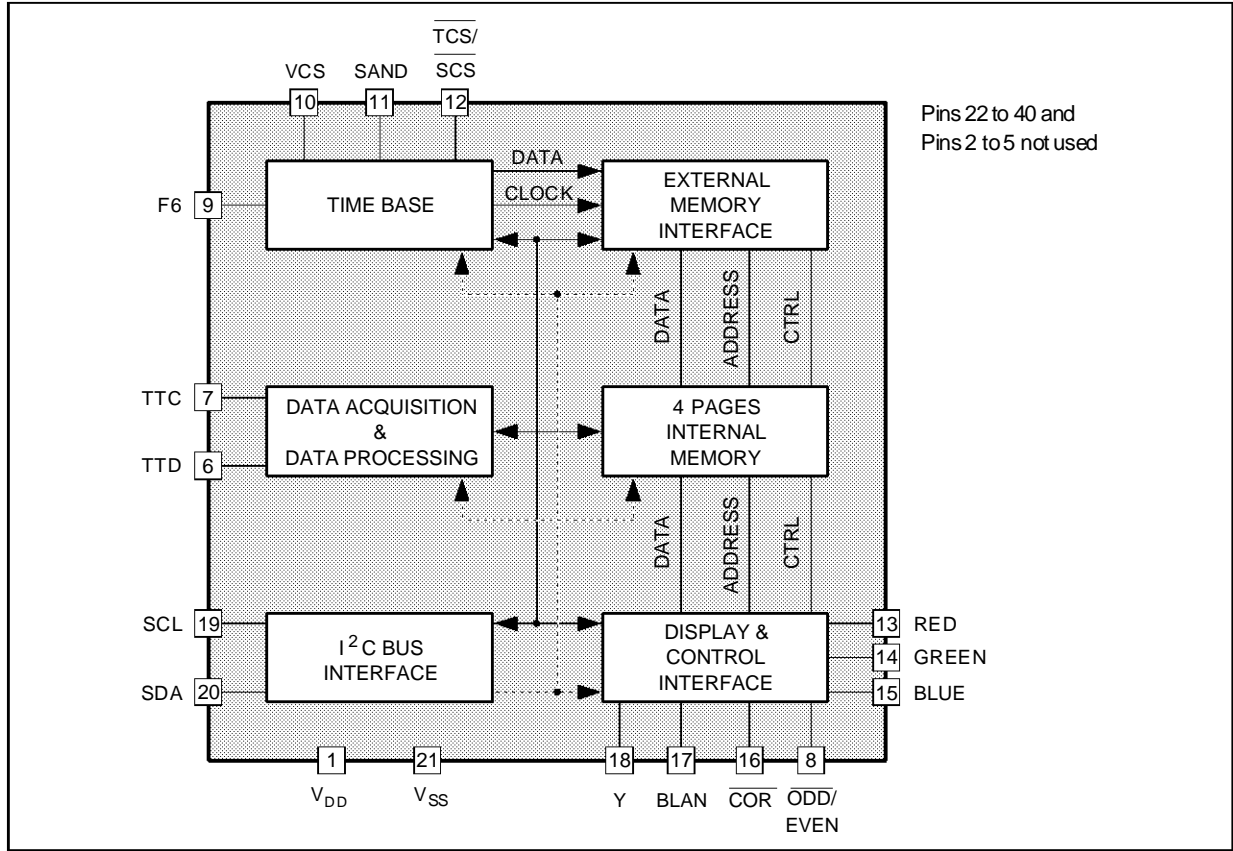 TCS/
VCS SAND SCS
10 11 12
Pins 22 to 40 and
Pins 2 to 5 not used
DATA
CLOCK
F6 9
TIME BASE
EXTERNAL
MEMORY
INTERFACE
DATA
ADDRESS
CTRL
TTC 7
TTD 6
DATA ACQUISITION
&
DATA PROCESSING
4 PAGES
INTERNAL
MEMORY
DATA
ADDRESS
CTRL
SCL 19
SDA 20
I2C BUS
INTERFACE
DISPLAY &
CONTROL
INTERFACE
13 RED
14 GREEN
15 BLUE
1 21 18 17 16 8
VDD VSS Y BLAN COR ODD/
EVEN